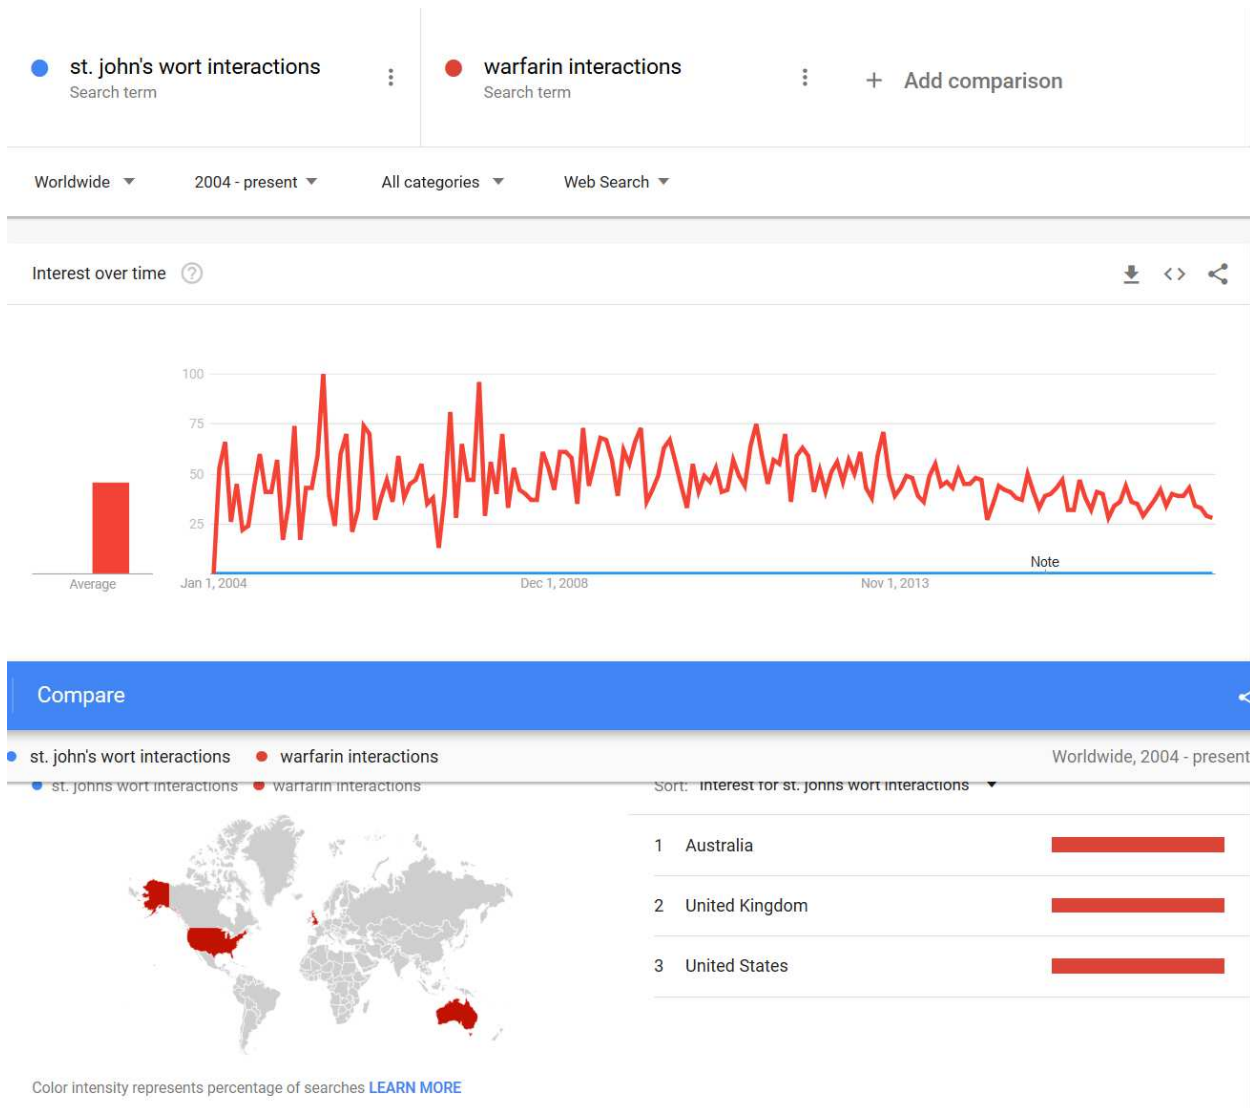 st. john's wort interactions
Search term
warfarin interactions
Search term
+ Add comparison
Worldwide
2004 - present
All categories
Web Search
Interest over time ?
100
75
50
25
Note
Average
Jan 1, 2004
Dec 1, 2008
Nov 1, 2013
Compare
st. john's wort interactions
warfarin interactions
Worldwide, 2004 - present
st. johns wort interactions
warfarin interactions
Sort: Interest for st. johns wort interactions
1 Australia
2 United Kingdom
3 United States
Color intensity represents percentage of searches LEARN MORE